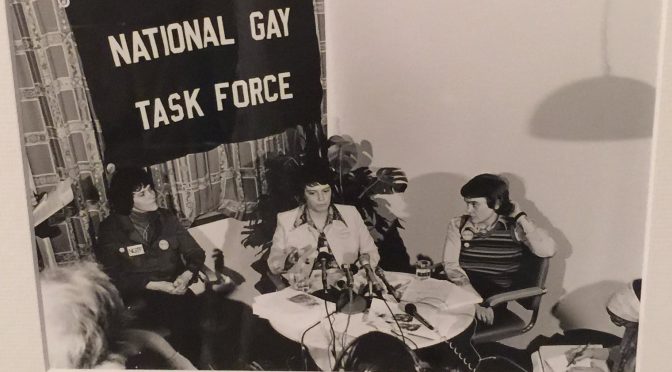 NATIONAL GAY
TASK FORCE